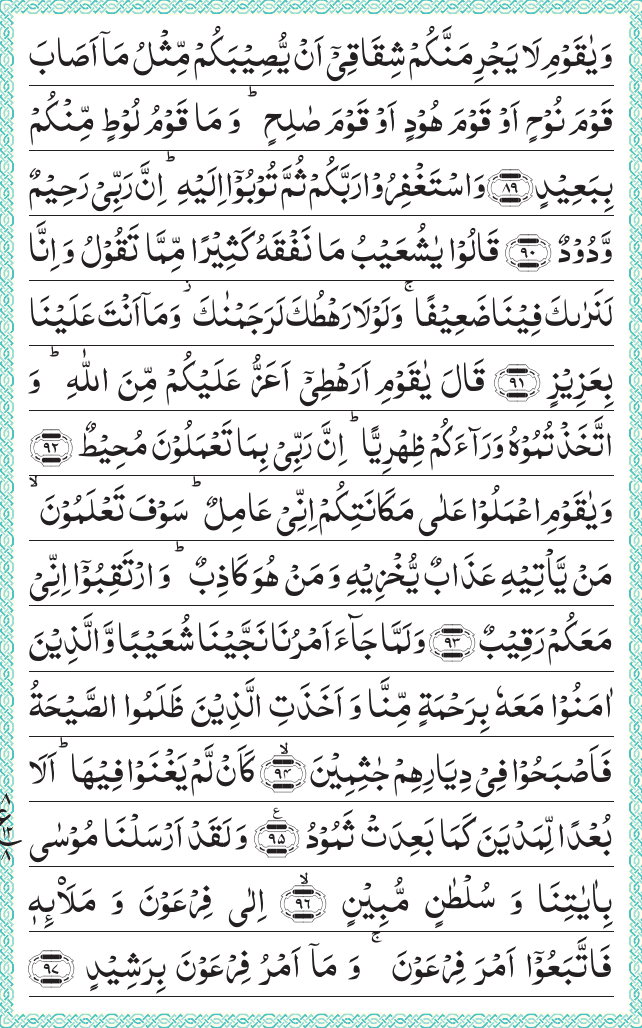 وَيٰقَوْمِ لَا يَجْرِمَنَّكُمْ شِقَاقِىْٓ اَنْ يُّصِيْبَكُمْ مِّثْلُ مَاۤ اَصَابَ
قَوْمَ نُوْحٍ اَوْ قَوْمَ هُوْدٍ اَوْ قَوْمَ صٰلِحٍ ؕ وَ مَا قَوْمُ لُوْطٍ مِّنْكُمْ
بِبَعِيْدٍ ﴿۸۹﴾ وَاسْتَغْفِرُوْا رَبَّكُمْ ثُمَّ تُوْبُوْۤا اِلَيْهِ ؕ اِنَّ رَبِّىْ رَحِيْمٌ
وَّدُوْدٌ ﴿۹۰﴾ قَالُوْا يٰشُعَيْبُ مَا نَفْقَهُ كَثِيْرًا مِّمَّا تَقُوْلُ وَ اِنَّا
لَنَرٰٮكَ فِيْنَا ضَعِيْفًا ۚ وَلَوْلَا رَهْطُكَ لَرَجَمْنٰكَ ؗ وَمَاۤ اَنْتَ عَلَيْنَا
بِعَزِيْزٍ ﴿۹۱﴾ قَالَ يٰقَوْمِ اَرَهْطِىْۤ اَعَزُّ عَلَيْكُمْ مِّنَ اللّٰهِ ؕ وَ
اتَّخَذْتُمُوْهُ وَرَآءَكُمْ ظِهْرِيًّا ؕ اِنَّ رَبِّىْ بِمَا تَعْمَلُوْنَ مُحِيْطٌ ﴿۹۲﴾
وَيٰقَوْمِ اعْمَلُوْا عَلٰى مَكَانَتِكُمْ اِنِّىْ عَامِلٌ ؕ سَوْفَ تَعْلَمُوْنَ ۙ
مَنْ يَّاْتِيْهِ عَذَابٌ يُّخْزِيْهِ وَ مَنْ هُوَ كَاذِبٌ ؕ وَ ارْتَقِبُوْۤا اِنِّىْ
مَعَكُمْ رَقِيْبٌ ﴿۹۳﴾ وَلَمَّا جَآءَ اَمْرُنَا نَجَّيْنَا شُعَيْبًا وَّالَّذِيْنَ
اٰمَنُوْا مَعَهٗ بِرَحْمَةٍ مِّنَّا وَ اَخَذَتِ الَّذِيْنَ ظَلَمُوا الصَّيْحَةُ
فَاَصْبَحُوْا فِىْ دِيَارِهِمْ جٰثِمِيْنَ ۙ﴿۹۴﴾ كَاَنْ لَّمْ يَغْنَوْا فِيْهَا ؕ اَلَا
بُعْدًا لِّمَدْيَنَ كَمَا بَعِدَتْ ثَمُوْدُ ﴿۹۵﴾ ع وَ لَقَدْ اَرْسَلْنَا مُوْسٰى
بِاٰيٰتِنَا وَ سُلْطٰنٍ مُّبِيْنٍ ۙ﴿۹۶﴾ اِلٰى فِرْعَوْنَ وَ مَلَا۟ئِهٖ
فَاتَّبَعُوْۤا اَمْرَ فِرْعَوْنَ ۚ وَ مَاۤ اَمْرُ فِرْعَوْنَ بِرَشِيْدٍ ﴿۹۷﴾